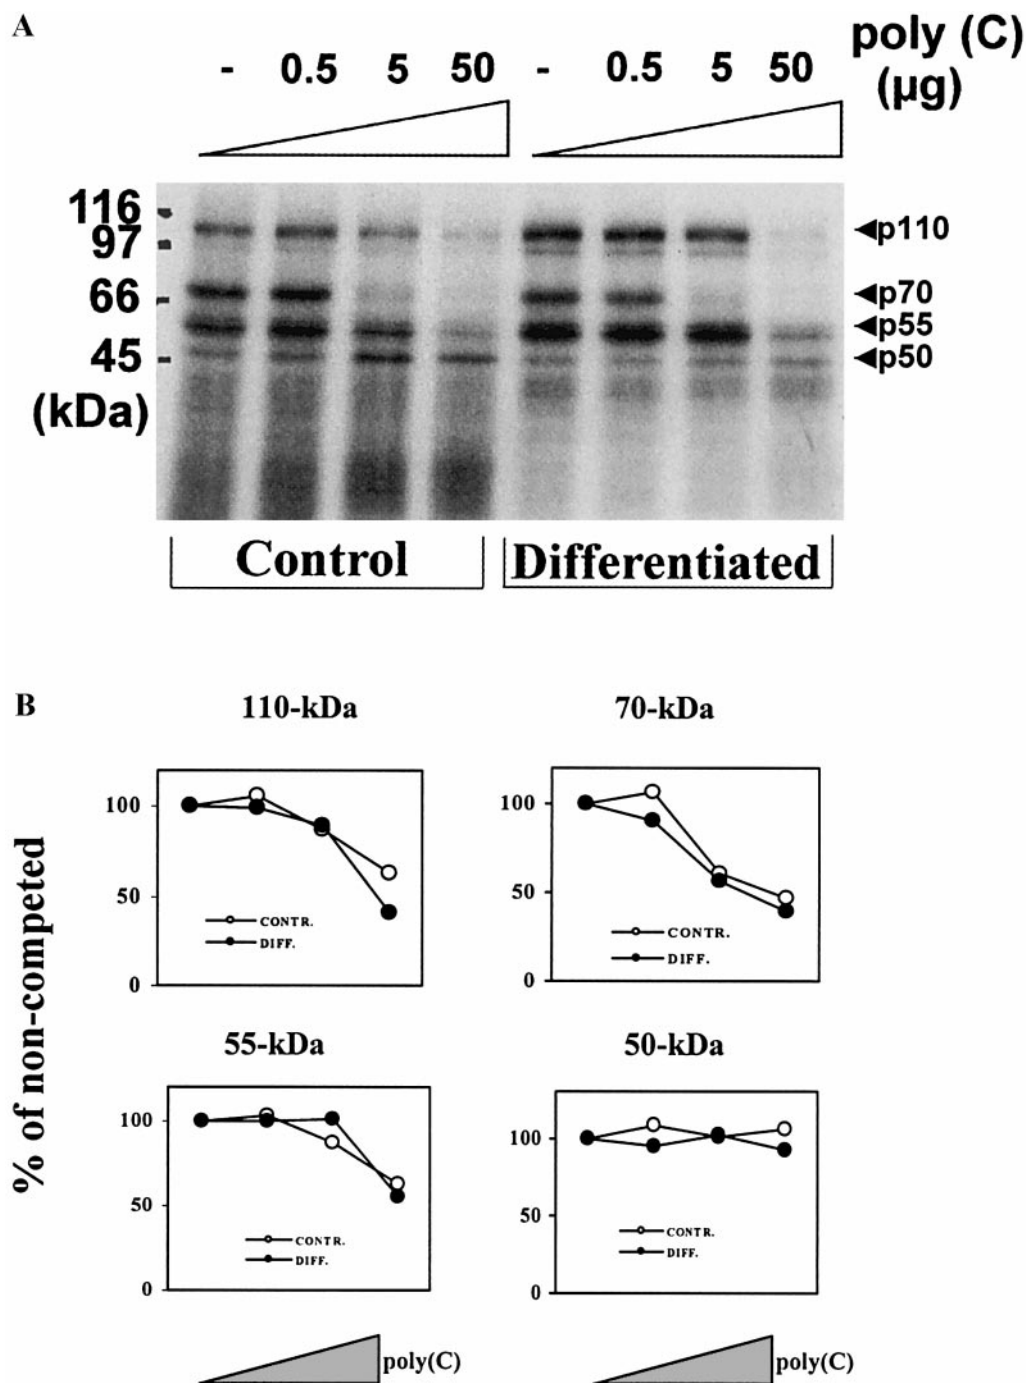 A
poly (C)
(µg)
- 0.5 5 50 - 0.5 5 50
116
97
66
45
(kDa)
◄p110
◄p70
◄p55
◄p50
Control
Differentiated
B
% of non-competed
110-kDa
100
50
0
CONTR.
DIFF.
70-kDa
100
50
0
CONTR.
DIFF.
55-kDa
100
50
0
CONTR.
DIFF.
50-kDa
100
50
0
CONTR.
DIFF.
poly(C)
poly(C)